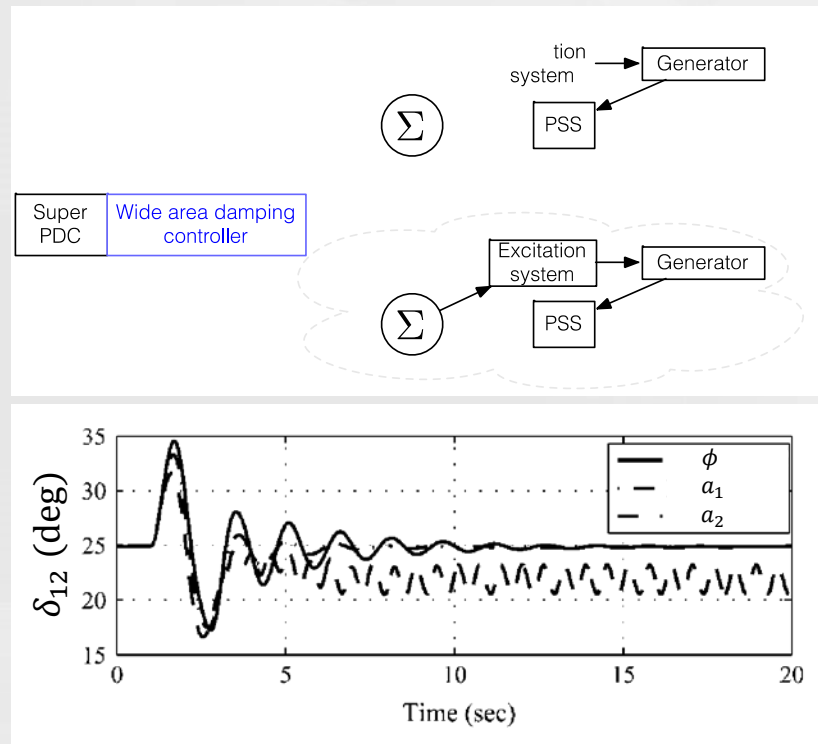 tion
system
Generator
Σ
PSS
Super
PDC
Wide area damping
controller
Excitation
system
Generator
Σ
PSS
δ₁₂ (deg)
35
30
25
20
15
ϕ
a₁
a₂
0
5
10
15
20
Time (sec)